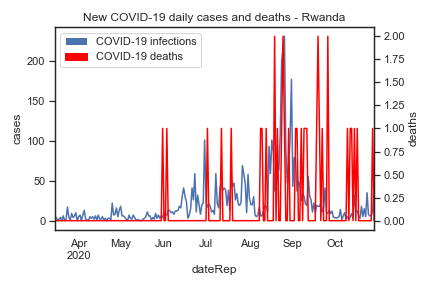 New COVID-19 daily cases and deaths - Rwanda
COVID-19 infections
COVID-19 deaths
cases
200
150
100
50
0
2.00
1.75
1.50
1.25
1.00
0.75
0.50
0.25
0.00
deaths
Apr May Jun Jul Aug Sep Oct
2020
dateRep